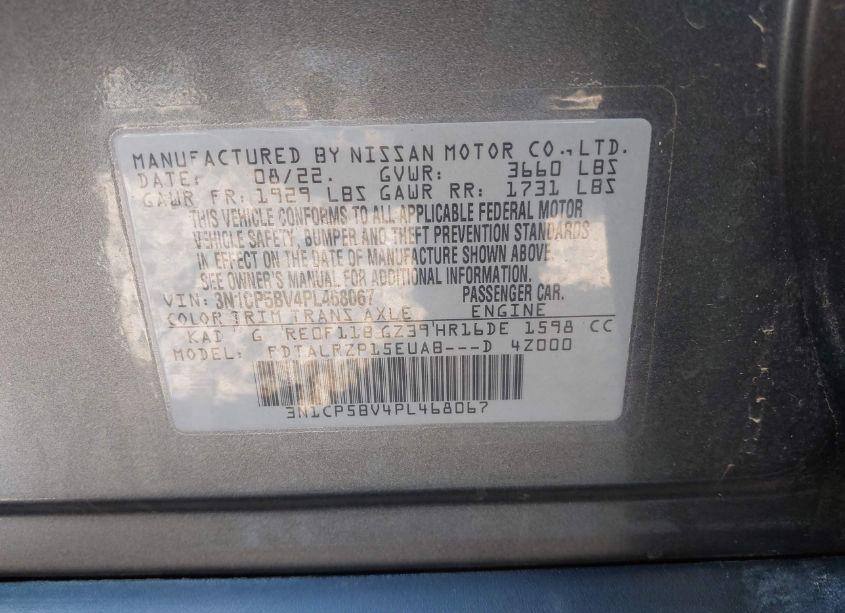 MANUFACTURED BY NISSAN MOTOR CO.,LTD.
DATE: 08/22. GVWR: 3660 LBS
GAWR FR: 1929 LBS GAWR RR: 1731 LBS
THIS VEHICLE CONFORMS TO ALL APPLICABLE FEDERAL MOTOR
VEHICLE SAFETY, BUMPER AND THEFT PREVENTION STANDARDS
IN EFFECT ON THE DATE OF MANUFACTURE SHOWN ABOVE.
SEE OWNER'S MANUAL FOR ADDITIONAL INFORMATION.
VIN: 3N1CP5BV4PL468067 PASSENGER CAR.
COLOR TRIM TRANS AXLE ENGINE
KAD G RE0F11B GZ39 HR16DE 1598 CC
MODEL: FDTALRZP15EUAB---D 4Z000
3N1CP5BV4PL468067